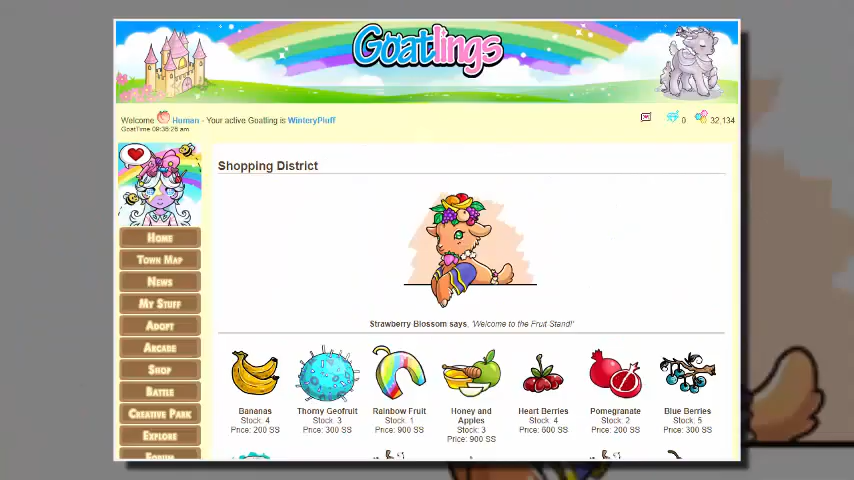 Goatlings
Welcome Human - Your active Goatling is WinteryPluff
GoatTime 09:36:26 am
0
32,134
Shopping District
Home
Town Map
News
My Stuff
Adopt
Arcade
Shop
Battle
Creative Park
Explore
Forum
Strawberry Blossom says, 'Welcome to the Fruit Stand!'
Bananas
Stock: 4
Price: 200 SS
Thorny Geofruit
Stock: 3
Price: 300 SS
Rainbow Fruit
Stock: 1
Price: 900 SS
Honey and
Apples
Stock: 3
Price: 900 SS
Heart Berries
Stock: 4
Price: 600 SS
Pomegranate
Stock: 2
Price: 200 SS
Blue Berries
Stock: 5
Price: 300 SS